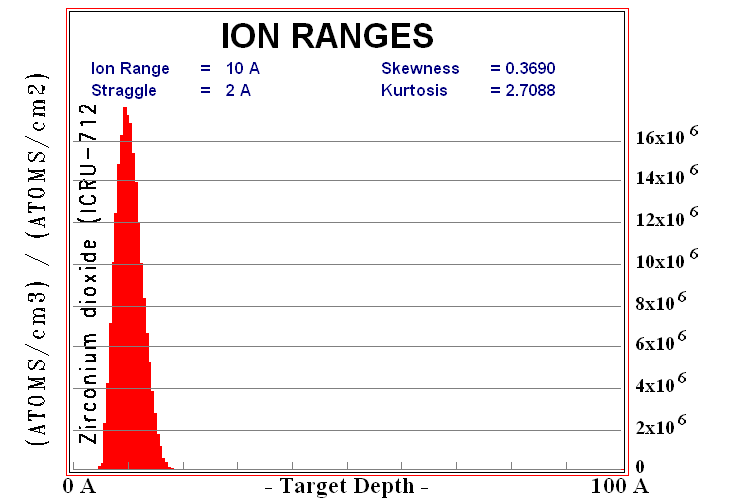 ION RANGES
Ion Range = 10 A Skewness = 0.3690
Straggle = 2 A Kurtosis = 2.7088
(ATOMS/cm3) / (ATOMS/cm2)
Zirconium dioxide (ICRU-712
16x10 6
14x10 6
12x10 6
10x10 6
8x10 6
6x10 6
4x10 6
2x10 6
0
0 A - Target Depth - 100 A